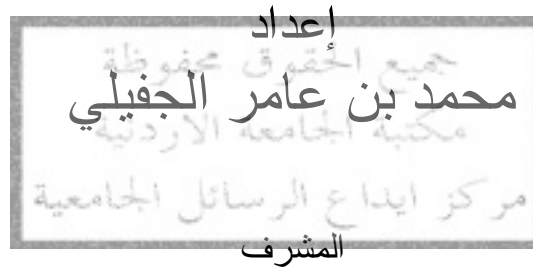 إعداد
جميع الحقوق محفوظة
محمد بن عامر الجفيلي
مكتبة الجامعة الاردنية
مركز ايداع الرسائل الجامعية
المشرف